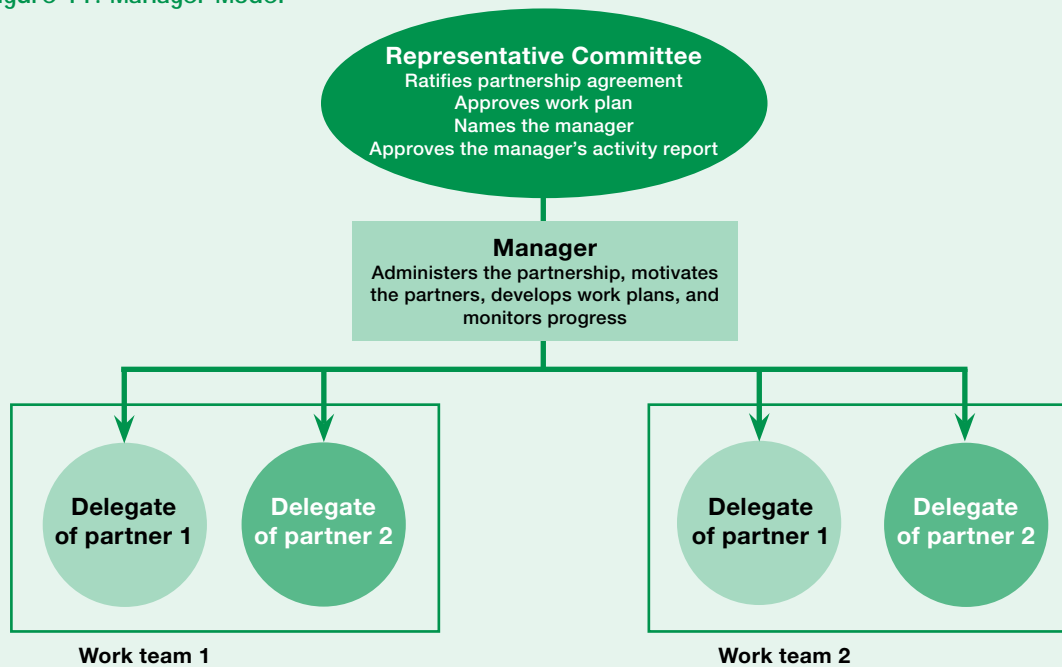 Manager Model
Representative Committee
Ratifies partnership agreement
Approves work plan
Names the manager
Approves the manager's activity report
Manager
Administers the partnership, motivates
the partners, develops work plans, and
monitors progress
Delegate
of partner 1
Delegate
of partner 2
Delegate
of partner 1
Delegate
of partner 2
Work team 1
Work team 2